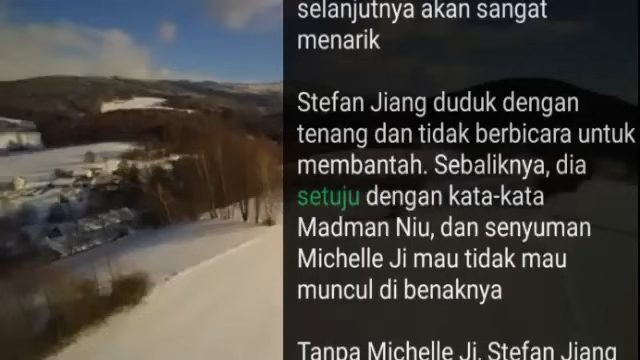 selanjutnya akan sangat
menarik
Stefan Jiang duduk dengan
tenang dan tidak berbicara untuk
membantah. Sebaliknya, dia
setuju dengan kata-kata
Madman Niu, dan senyuman
Michelle Ji mau tidak mau
muncul di benaknya
Tanpa Michelle Ji, Stefan Jiang